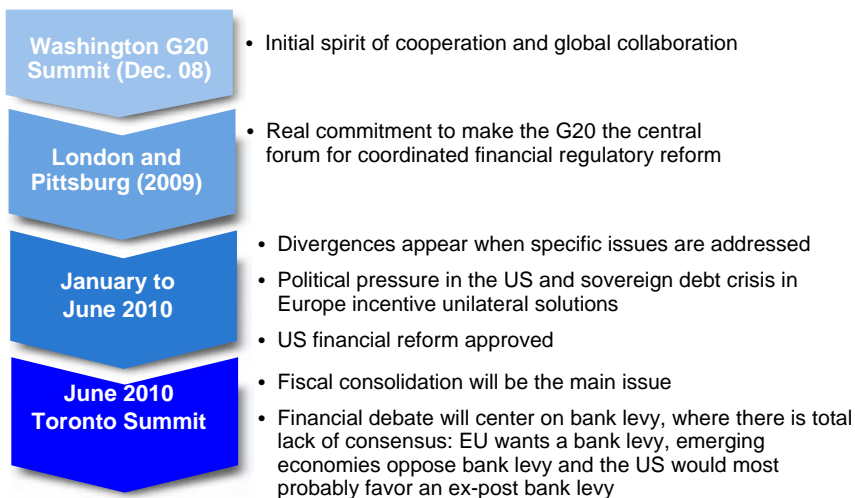 Washington G20
Summit (Dec. 08)
• Initial spirit of cooperation and global collaboration
London and
Pittsburg (2009)
• Real commitment to make the G20 the central
forum for coordinated financial regulatory reform
January to
June 2010
• Divergences appear when specific issues are addressed
• Political pressure in the US and sovereign debt crisis in
Europe incentive unilateral solutions
• US financial reform approved
June 2010
Toronto Summit
• Fiscal consolidation will be the main issue
• Financial debate will center on bank levy, where there is total
lack of consensus: EU wants a bank levy, emerging
economies oppose bank levy and the US would most
probably favor an ex-post bank levy